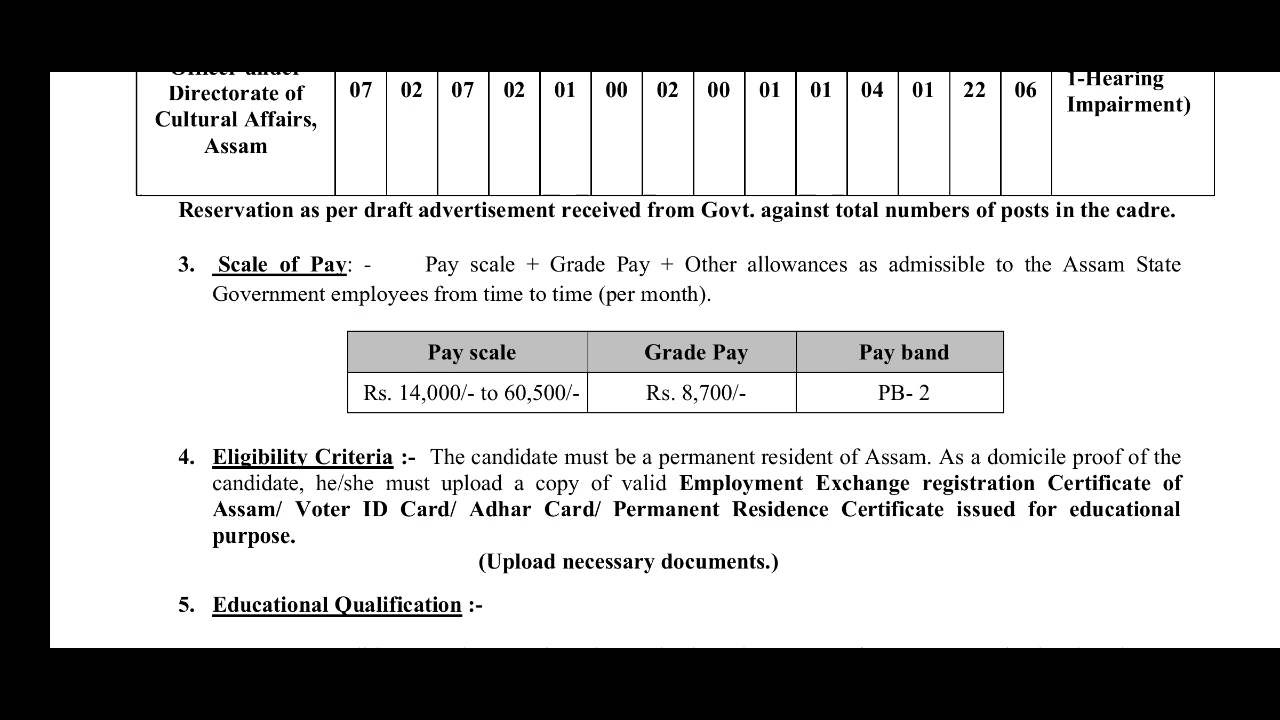 Officer under
Directorate of
Cultural Affairs,
Assam
07 02 07 02 01 00 02 00 01 01 04 01 22 06
1-Hearing
Impairment)
Reservation as per draft advertisement received from Govt. against total numbers of posts in the cadre.
3. Scale of Pay: - Pay scale + Grade Pay + Other allowances as admissible to the Assam State
Government employees from time to time (per month).
Pay scale Grade Pay Pay band
Rs. 14,000/- to 60,500/- Rs. 8,700/- PB- 2
4. Eligibility Criteria :- The candidate must be a permanent resident of Assam. As a domicile proof of the
candidate, he/she must upload a copy of valid Employment Exchange registration Certificate of
Assam/ Voter ID Card/ Adhar Card/ Permanent Residence Certificate issued for educational
purpose.
(Upload necessary documents.)
5. Educational Qualification :-